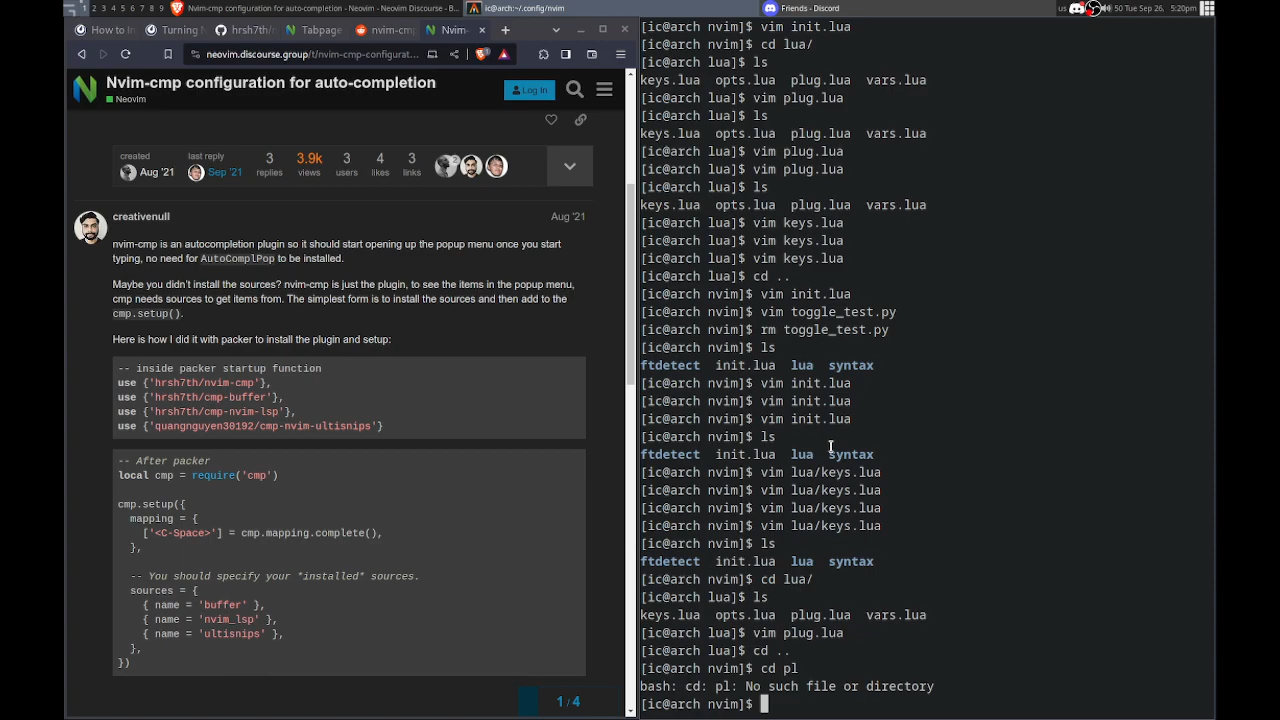 1 2 3 4 5 6 7 8 9
Nvim-cmp configuration for auto-completion - Neovim Discourse - B...
ic@arch:~/.config/nvim
Friends - Discord
us
50 Tue Sep 26, 5:20pm
How to In
Turning
hrsh7th/n
Tabpage
nvim-cmp
Nvim-
neovim.discourse.group/t/nvim-cmp-configurat...
Nvim-cmp configuration for auto-completion
Neovim
Log In
created
Aug '21
last reply
Sep '21
3
replies
3.9k
views
3
users
4
likes
3
links
2
creativenull
Aug '21
nvim-cmp is an autocompletion plugin so it should start opening up the popup menu once you start
typing, no need for AutoComplPop to be installed.
Maybe you didn't install the sources? nvim-cmp is just the plugin, to see the items in the popup menu,
cmp needs sources to get items from. The simplest form is to install the sources and then add to the
cmp.setup().
Here is how I did it with packer to install the plugin and setup:
-- inside packer startup function
use {'hrsh7th/nvim-cmp'},
use {'hrsh7th/cmp-buffer'},
use {'hrsh7th/cmp-nvim-lsp'},
use {'quangnguyen30192/cmp-nvim-ultisnips'}
-- After packer
local cmp = require('cmp')
cmp.setup({
mapping = {
['<C-Space>'] = cmp.mapping.complete(),
},
-- You should specify your *installed* sources.
sources = {
{ name = 'buffer' },
{ name = 'nvim_lsp' },
{ name = 'ultisnips' },
},
})
1 / 4
[ic@arch nvim]$ vim init.lua
[ic@arch nvim]$ cd lua/
[ic@arch lua]$ ls
keys.lua opts.lua plug.lua vars.lua
[ic@arch lua]$ vim plug.lua
[ic@arch lua]$ ls
keys.lua opts.lua plug.lua vars.lua
[ic@arch lua]$ vim plug.lua
[ic@arch lua]$ vim plug.lua
[ic@arch lua]$ ls
keys.lua opts.lua plug.lua vars.lua
[ic@arch lua]$ vim keys.lua
[ic@arch lua]$ vim keys.lua
[ic@arch lua]$ vim keys.lua
[ic@arch lua]$ cd ..
[ic@arch nvim]$ vim init.lua
[ic@arch nvim]$ vim toggle_test.py
[ic@arch nvim]$ rm toggle_test.py
[ic@arch nvim]$ ls
ftdetect init.lua lua syntax
[ic@arch nvim]$ vim init.lua
[ic@arch nvim]$ vim init.lua
[ic@arch nvim]$ vim init.lua
[ic@arch nvim]$ ls
ftdetect init.lua lua syntax
[ic@arch nvim]$ vim lua/keys.lua
[ic@arch nvim]$ vim lua/keys.lua
[ic@arch nvim]$ vim lua/keys.lua
[ic@arch nvim]$ vim lua/keys.lua
[ic@arch nvim]$ ls
ftdetect init.lua lua syntax
[ic@arch nvim]$ cd lua/
[ic@arch lua]$ ls
keys.lua opts.lua plug.lua vars.lua
[ic@arch lua]$ vim plug.lua
[ic@arch lua]$ cd ..
[ic@arch nvim]$ cd pl
bash: cd: pl: No such file or directory
[ic@arch nvim]$